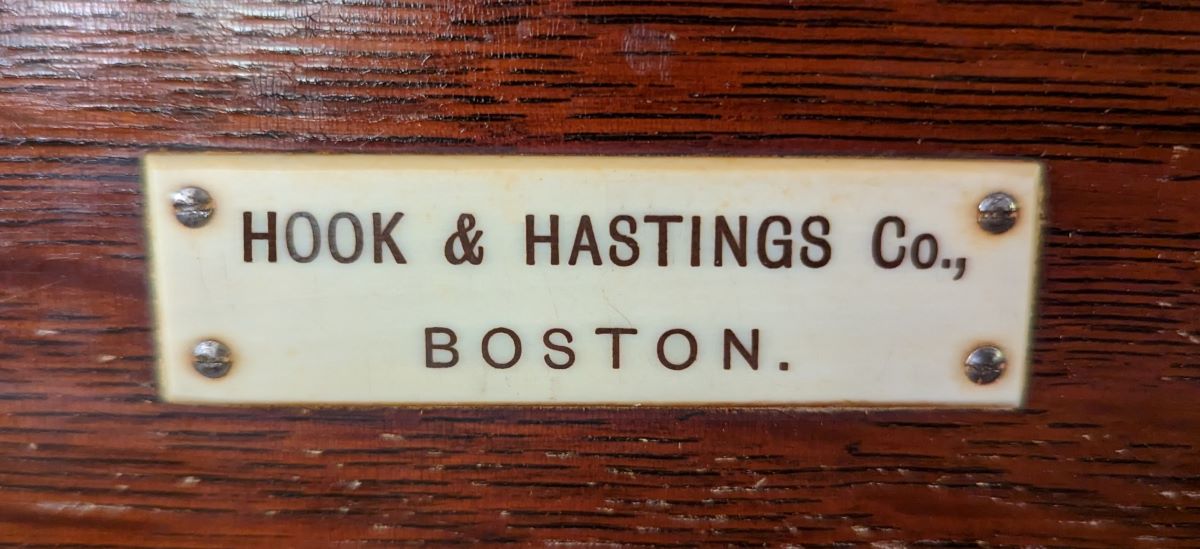 HOOK & HASTINGS Co.,
BOSTON.